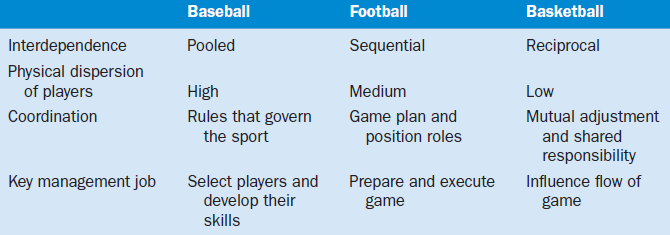 Baseball Football Basketball
Interdependence Pooled Sequential Reciprocal
Physical dispersion
of players High Medium Low
Coordination Rules that govern Game plan and Mutual adjustment
the sport position roles and shared
responsibility
Key management job Select players and Prepare and execute Influence flow of
develop their game game
skills